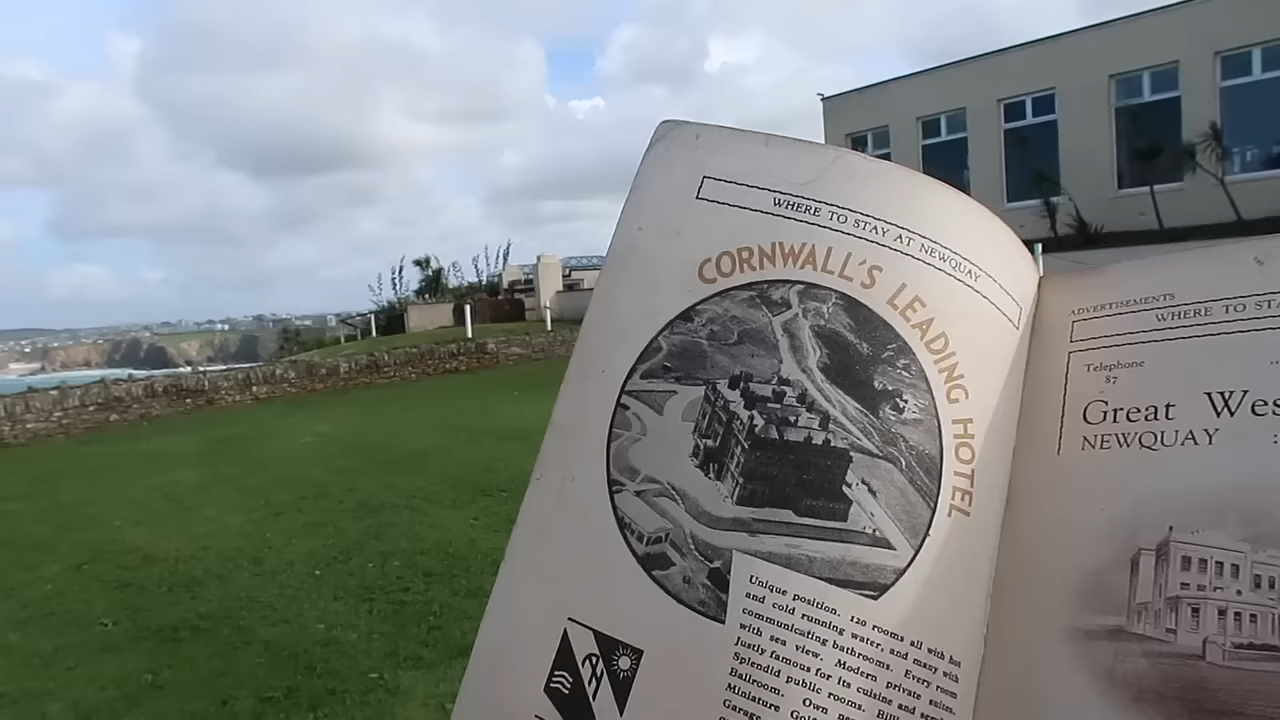 WHERE TO STAY AT NEWQUAY
CORNWALL'S LEADING HOTEL
Unique position. 120 rooms all with hot
and cold running water, and many with
communicating bathrooms. Every room
with sea view. Modern private suites.
Justly famous for its cuisine and
Splendid public rooms.
Ballroom. Own
Miniature Golf
Garage.
ADVERTISEMENTS
WHERE TO STA
Telephone
87
Great Wes
NEWQUAY :